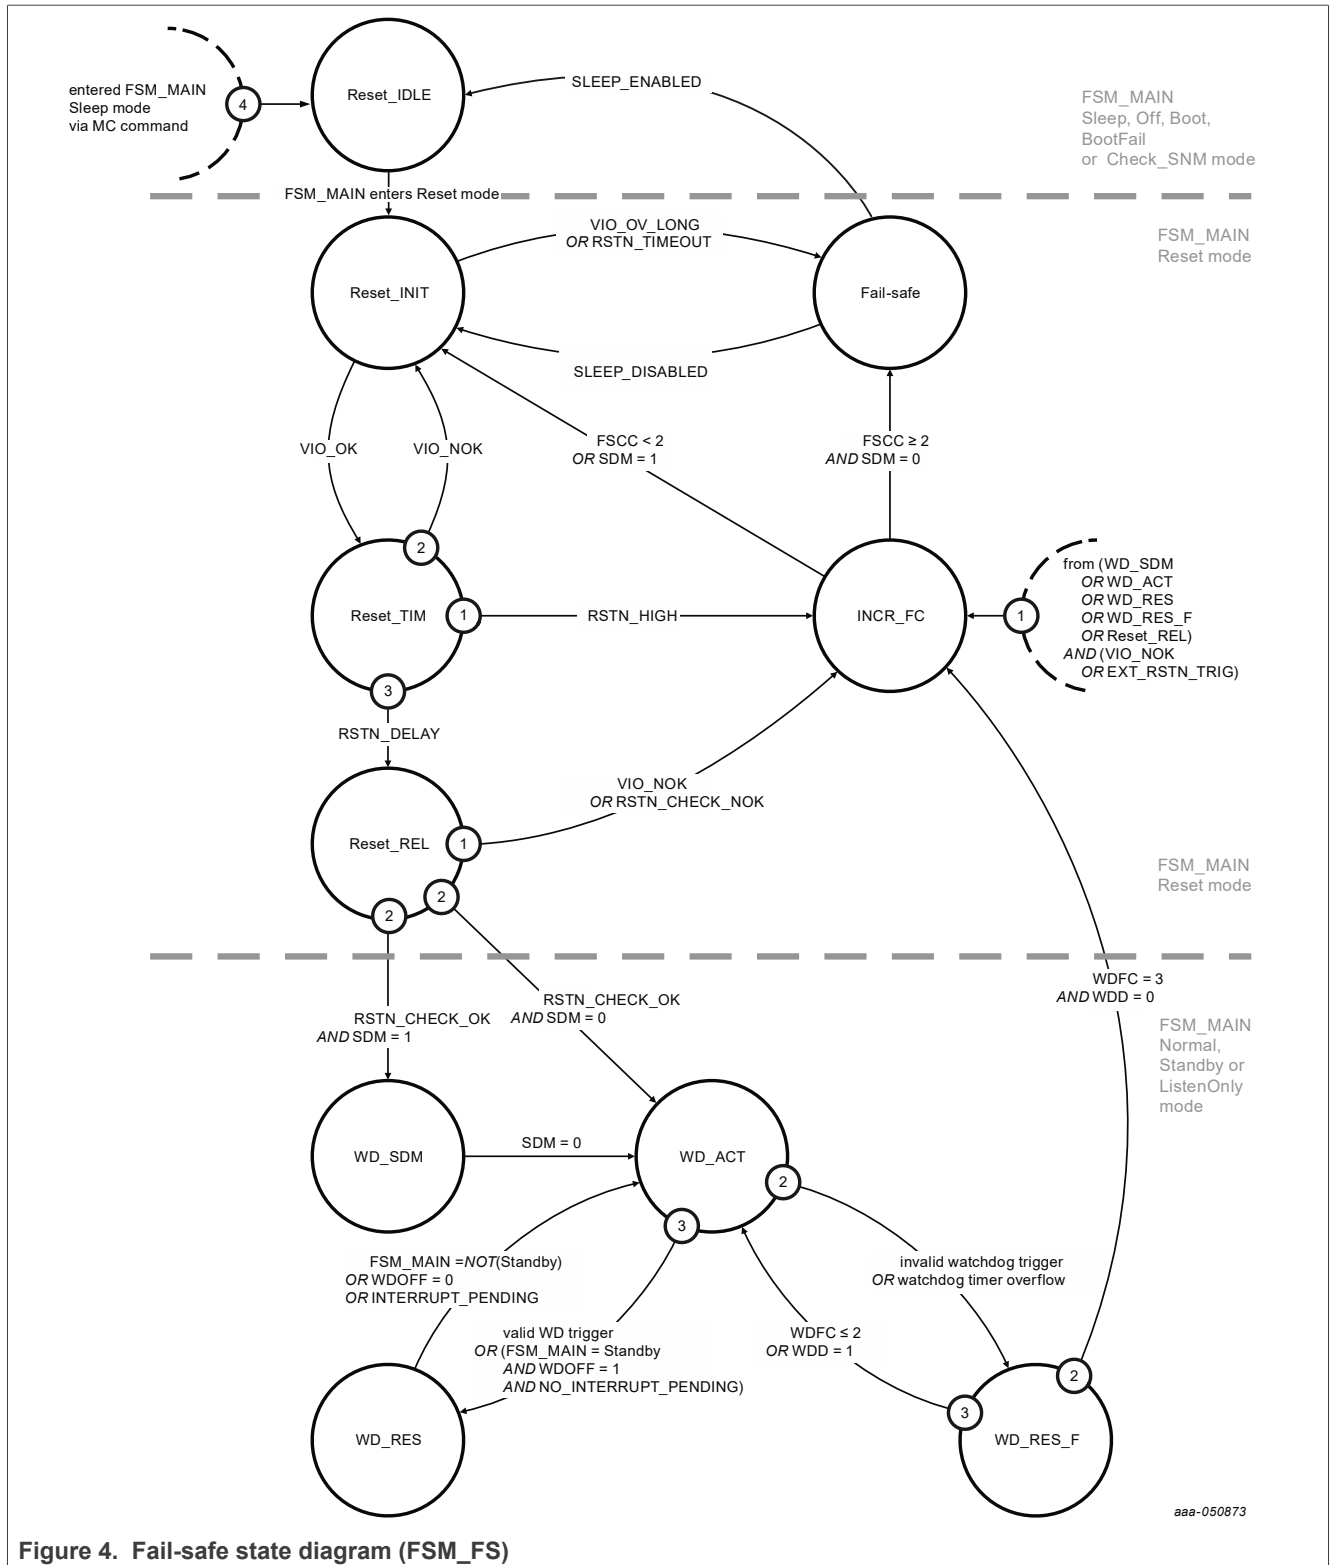 entered FSM_MAIN
Sleep mode
via MC command
4
Reset_IDLE
SLEEP_ENABLED
FSM_MAIN
Sleep, Off, Boot,
BootFail
or Check_SNM mode
FSM_MAIN enters Reset mode
Reset_INIT
VIO_OV_LONG
OR RSTN_TIMEOUT
Fail-safe
FSM_MAIN
Reset mode
SLEEP_DISABLED
VIO_OK
VIO_NOK
FSCC < 2
OR SDM = 1
FSCC ≥ 2
AND SDM = 0
2
Reset_TIM
1
RSTN_HIGH
INCR_FC
1
from (WD_SDM
OR WD_ACT
OR WD_RES
OR WD_RES_F
OR Reset_REL)
AND (VIO_NOK
OR EXT_RSTN_TRIG)
3
RSTN_DELAY
Reset_REL
1
VIO_NOK
OR RSTN_CHECK_NOK
2
2
FSM_MAIN
Reset mode
RSTN_CHECK_OK
AND SDM = 1
RSTN_CHECK_OK
AND SDM = 0
WDFC = 3
AND WDD = 0
FSM_MAIN
Normal,
Standby or
ListenOnly
mode
WD_SDM
SDM = 0
WD_ACT
2
3
FSM_MAIN =NOT(Standby)
OR WDOFF = 0
OR INTERRUPT_PENDING
invalid watchdog trigger
OR watchdog timer overflow
valid WD trigger
OR (FSM_MAIN = Standby
AND WDOFF = 1
AND NO_INTERRUPT_PENDING)
WDFC ≤ 2
OR WDD = 1
WD_RES
2
3
WD_RES_F
aaa-050873
Figure 4. Fail-safe state diagram (FSM_FS)